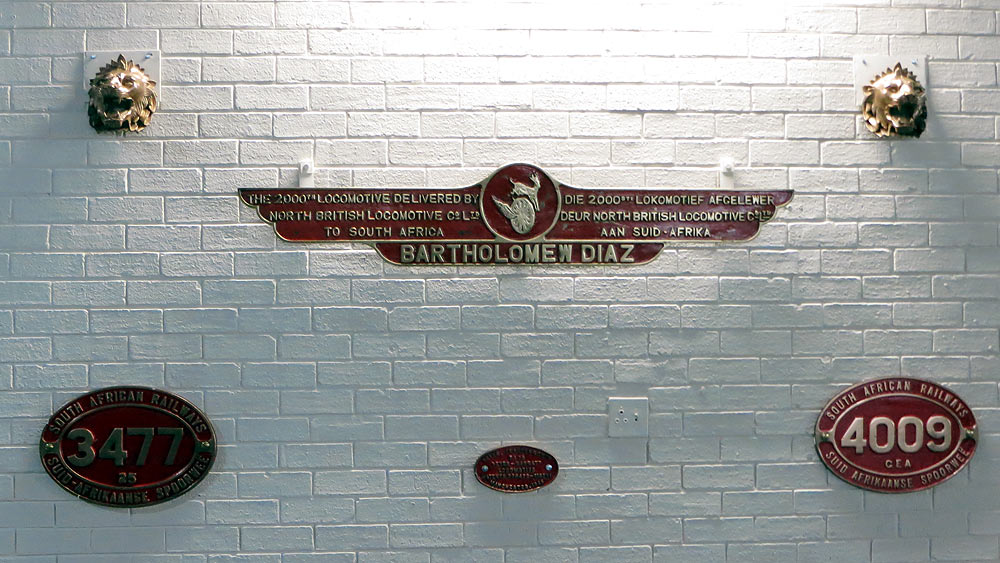 THE 2000TH LOCOMOTIVE DELIVERED BY
NORTH BRITISH LOCOMOTIVE CO. LTD.
TO SOUTH AFRICA
DIE 2000STE LOKOMOTIEF AFGELEWER
DEUR NORTH BRITISH LOCOMOTIVE CO. LTD.
AAN SUID-AFRIKA
BARTHOLOMEW DIAZ
SOUTH AFRICAN RAILWAYS
3477
25
SUID-AFRIKAANSE SPOORWEE
SOUTH AFRICAN RAILWAYS
4009
GEA
SUID AFRIKAANSE SPOORWEE